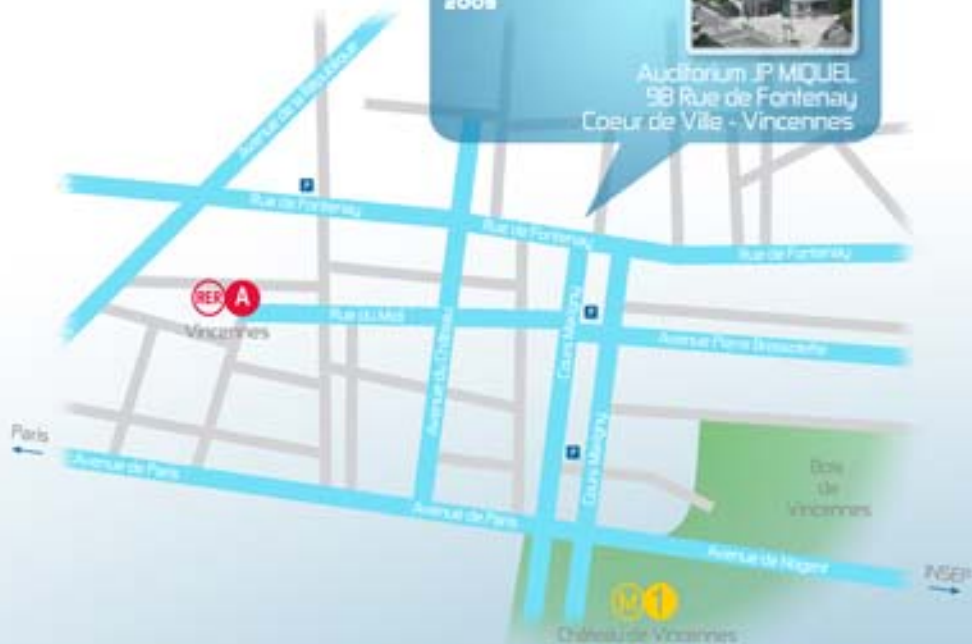 2009
Auditorium JP MIQUEL
98 Rue de Fontenay
Coeur de Ville - Vincennes
Avenue de la République
P
Rue de Fontenay
Rue de Fontenay
Rue de Fontenay
RER A
Vincennes
Rue du Midi
P
Avenue Pierre Brossolette
Avenue du Château
Cours Marigny
Cours Marigny
P
Paris
Avenue de Paris
Avenue de Paris
Bois
de
Vincennes
Avenue de Nogent
INSEP
M 1
Château de Vincennes